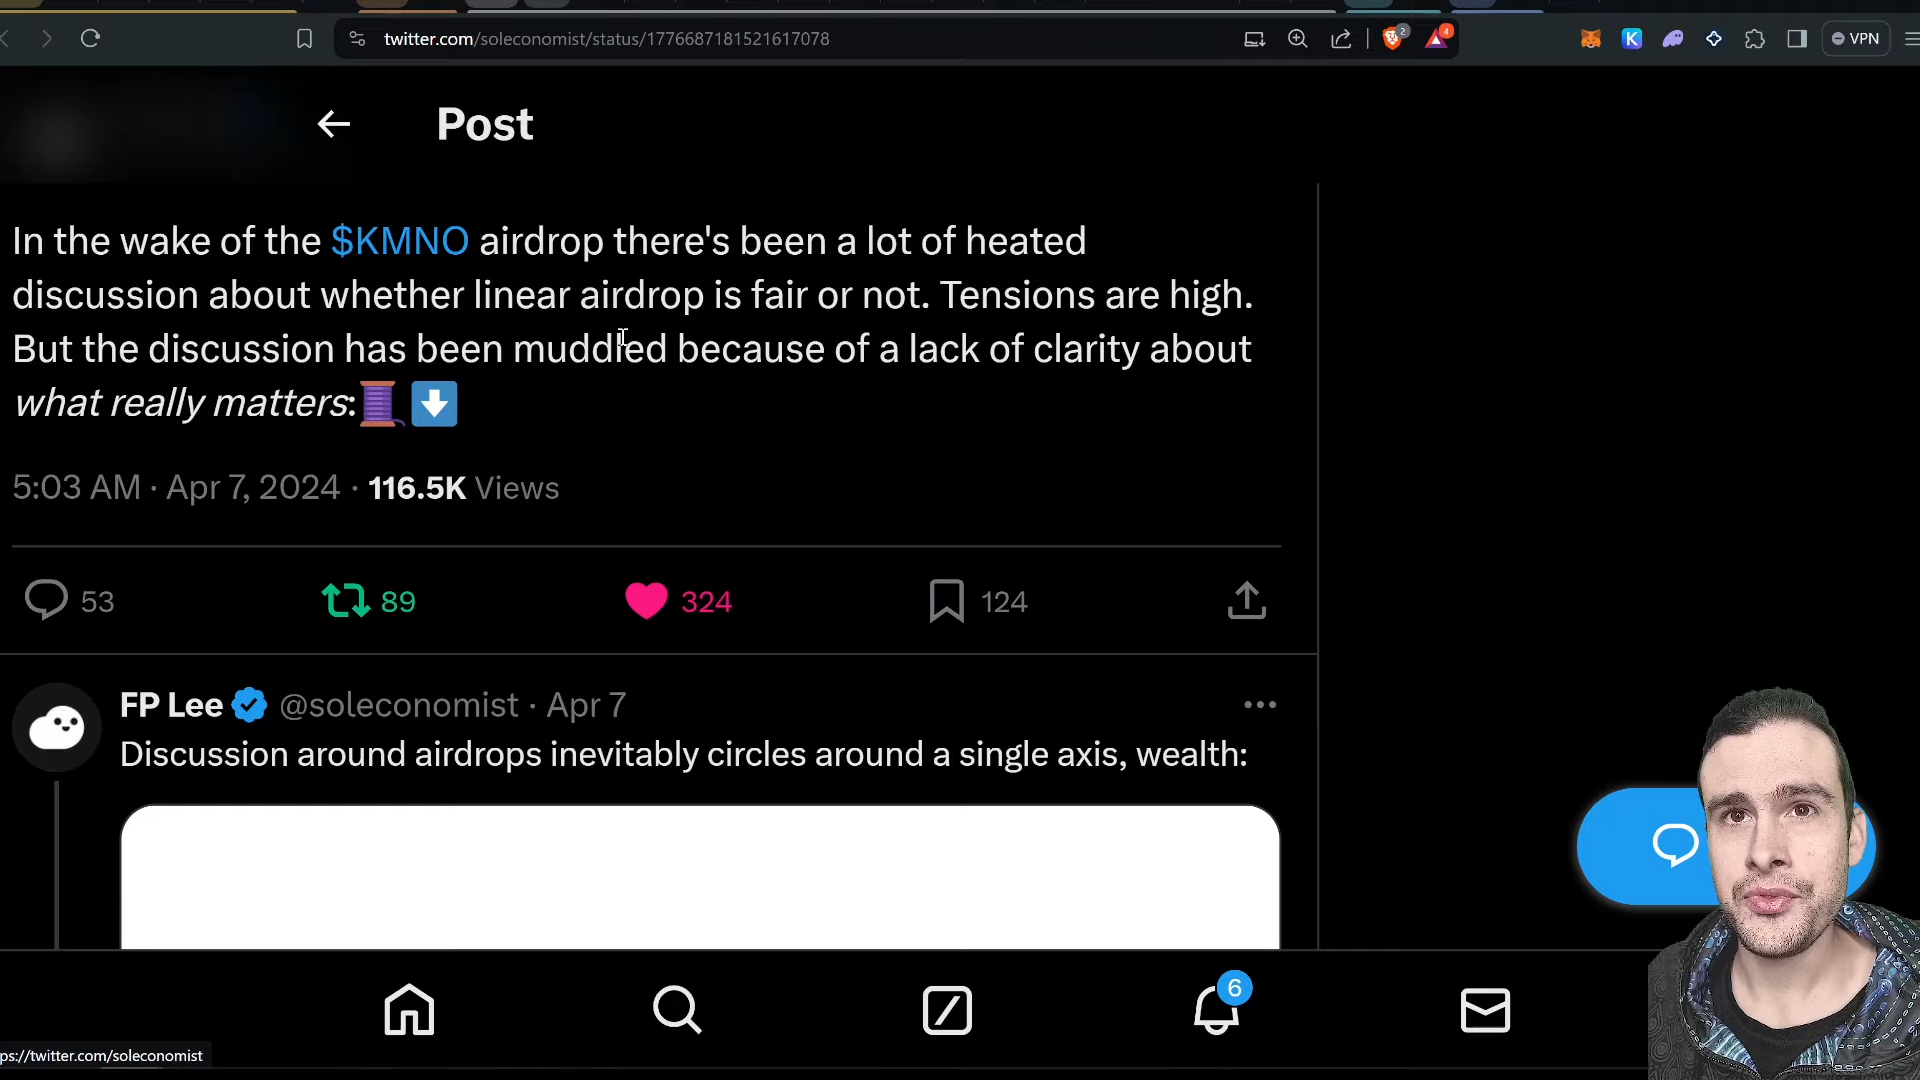 twitter.com/soleconomist/status/1776687181521617078
2
4
K
VPN
Post
In the wake of the $KMNO airdrop there's been a lot of heated
discussion about whether linear airdrop is fair or not. Tensions are high.
But the discussion has been muddied because of a lack of clarity about
what really matters:🧵⬇️
5:03 AM · Apr 7, 2024 · 116.5K Views
53
89
324
124
FP Lee @soleconomist · Apr 7
Discussion around airdrops inevitably circles around a single axis, wealth:
6
ps://twitter.com/soleconomist